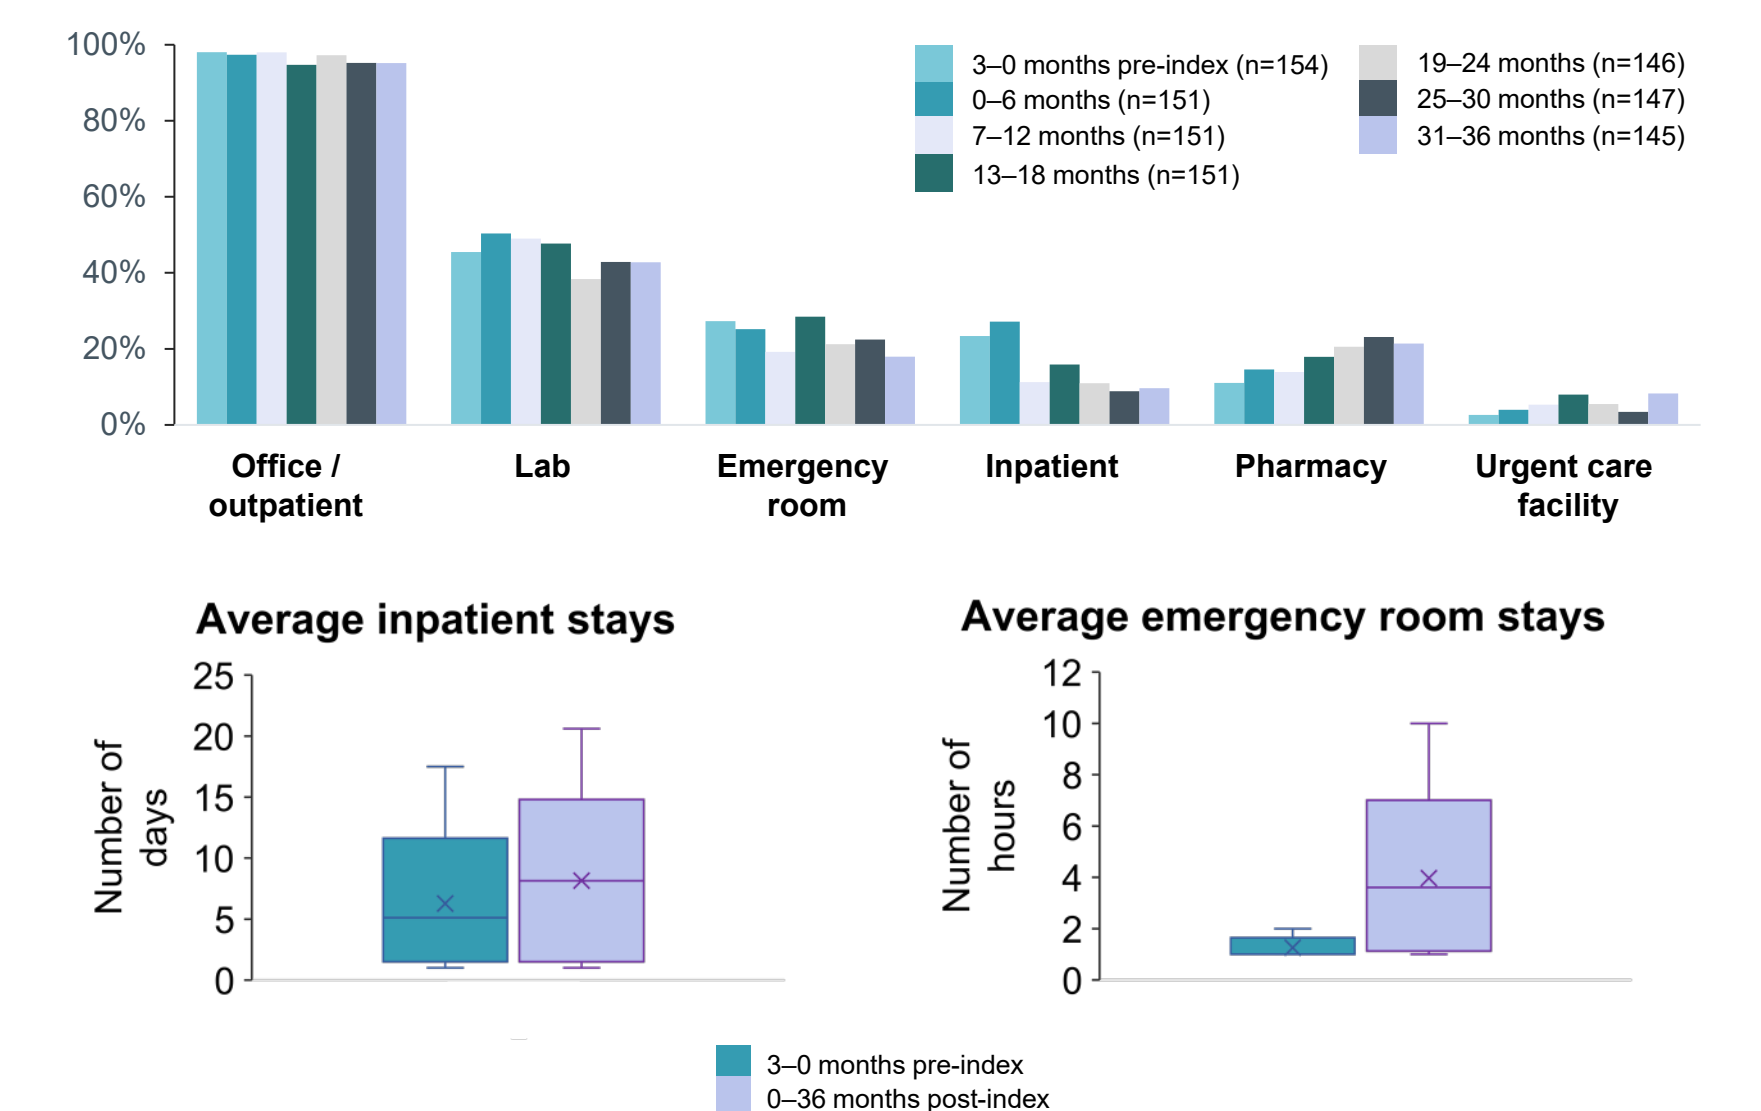 100%
80%
60%
40%
20%
0%
3–0 months pre-index (n=154)
0–6 months (n=151)
7–12 months (n=151)
13–18 months (n=151)
19–24 months (n=146)
25–30 months (n=147)
31–36 months (n=145)
Office /
outpatient
Lab
Emergency
room
Inpatient
Pharmacy
Urgent care
facility
Average inpatient stays
Number of
days
25
20
15
10
5
0
Average emergency room stays
Number of
hours
12
10
8
6
4
2
0
3–0 months pre-index
0–36 months post-index